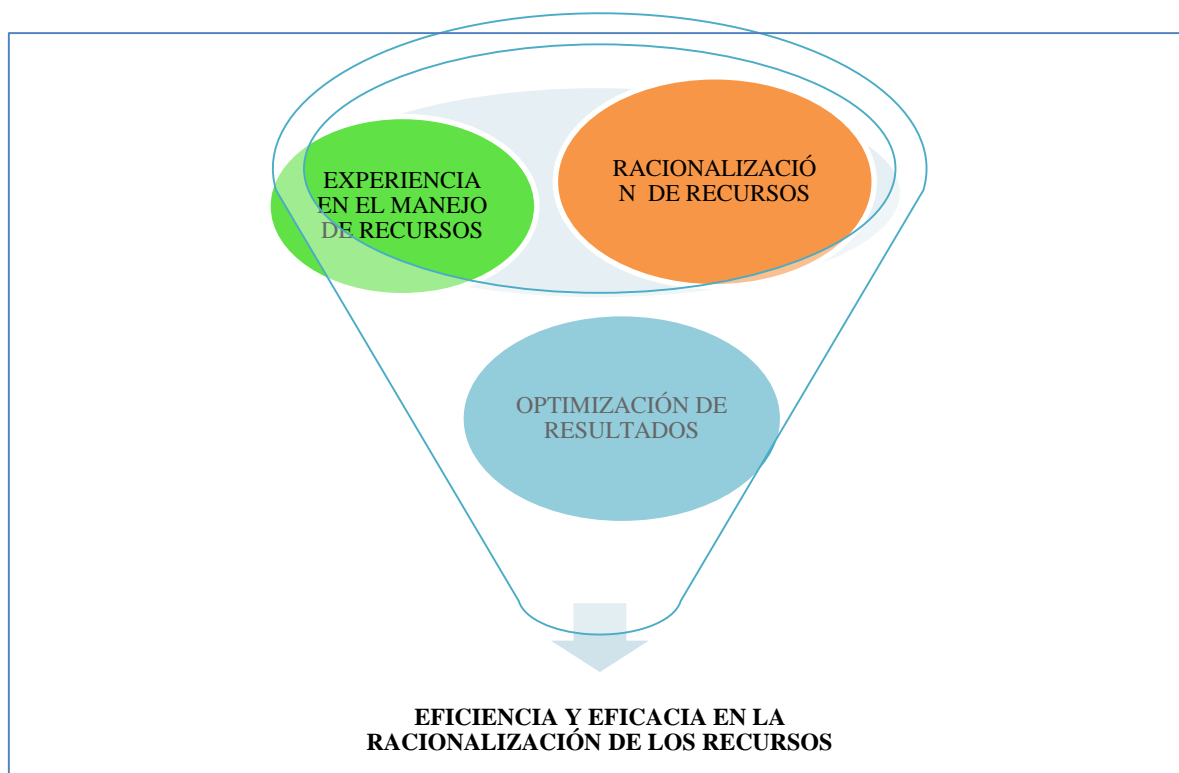 EXPERIENCIA
EN EL MANEJO
DE RECURSOS
RACIONALIZACIÓ
N DE RECURSOS
OPTIMIZACIÓN DE
RESULTADOS
EFICIENCIA Y EFICACIA EN LA
RACIONALIZACIÓN DE LOS RECURSOS